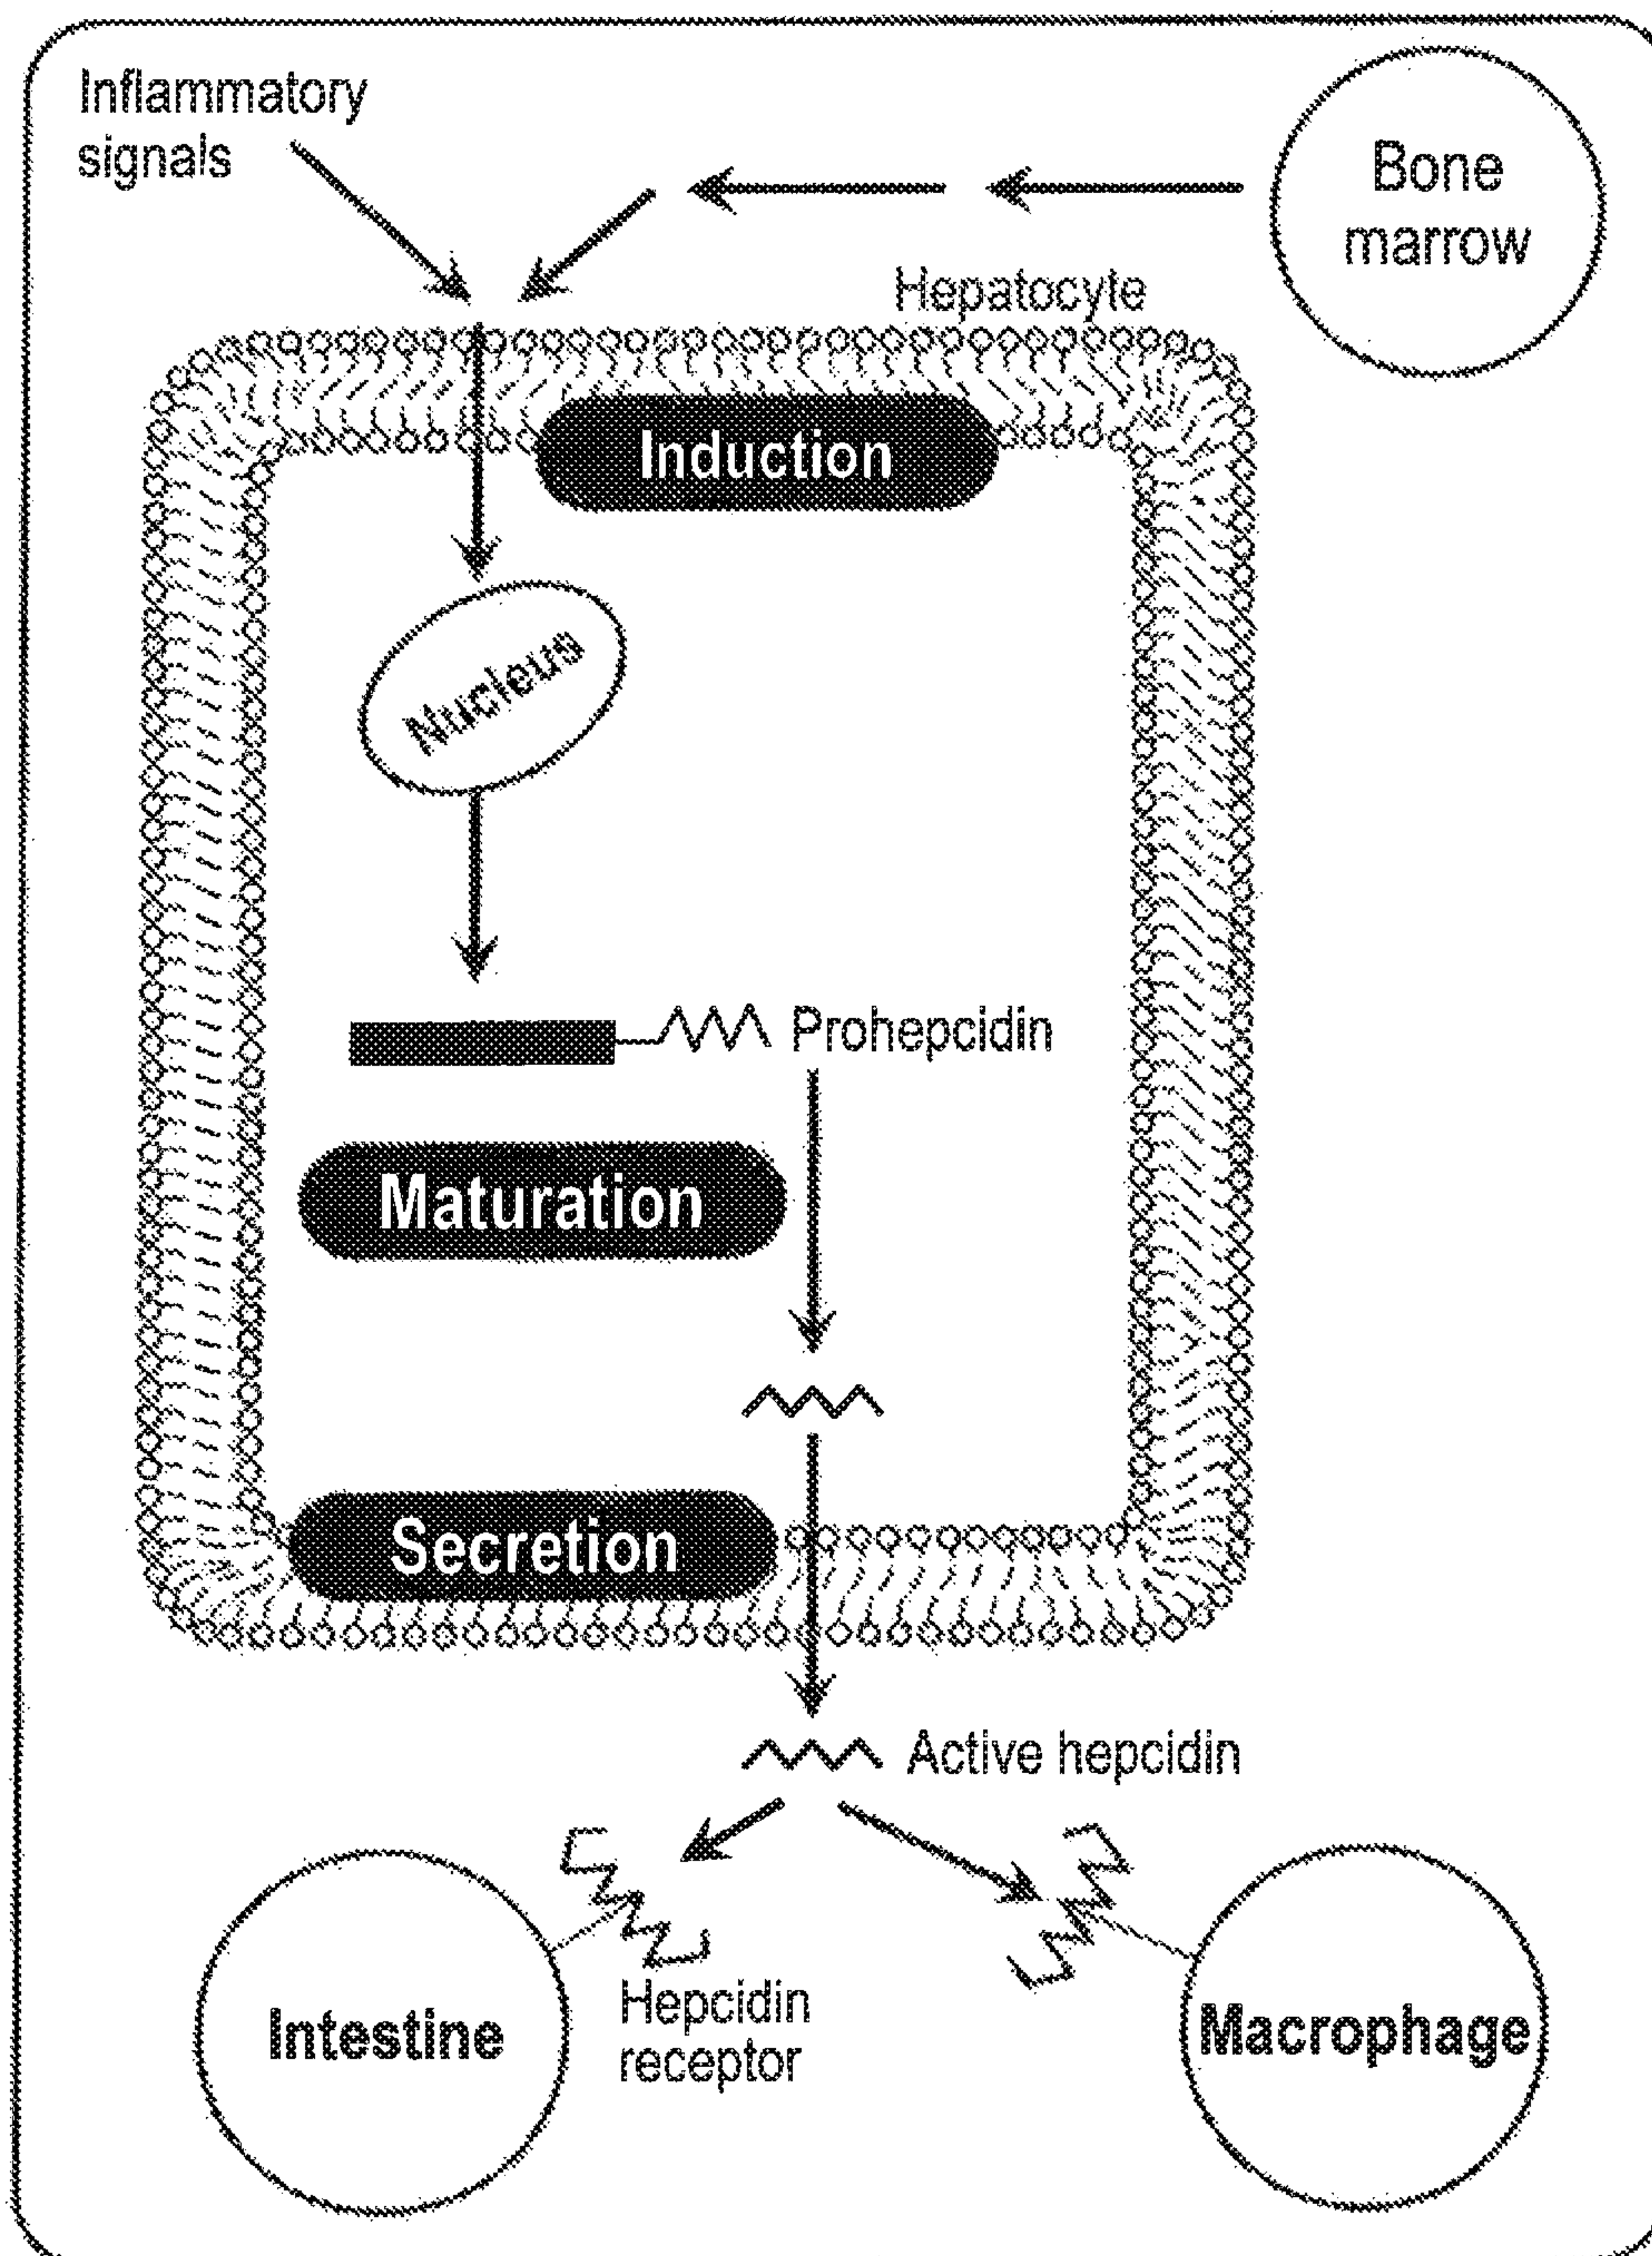 Inflammatory
signals
Bone
marrow
Hepatocyte
Induction
Nucleus
Prohepcidin
Maturation
Secretion
Active hepcidin
Hepcidin
receptor
Intestine
Macrophage